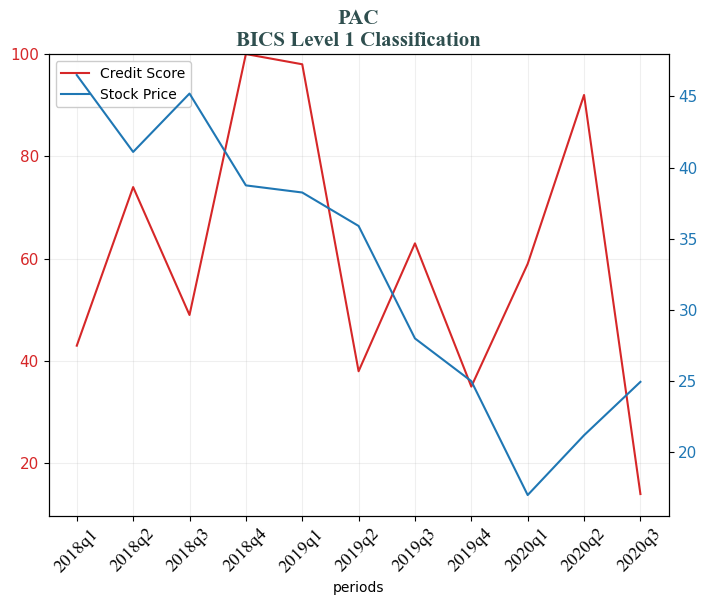 PAC
BICS Level 1 Classification
Credit Score
Stock Price
100
80
60
40
20
45
40
35
30
25
20
2018q1
2018q2
2018q3
2018q4
2019q1
2019q2
2019q3
2019q4
2020q1
2020q2
2020q3
periods